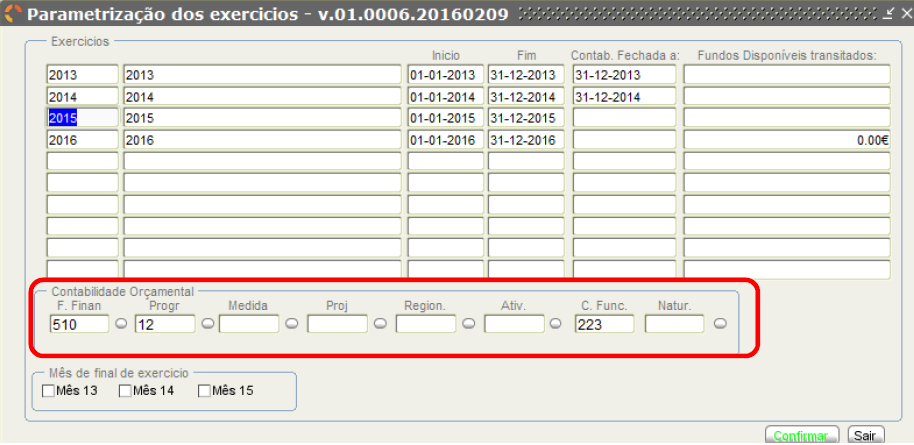 Parametrização dos exercicíos - v.01.0006.20160209
Exercicios
Inicio Fim Contab. Fechada a: Fundos Disponíveis transitados:
2013 2013 01-01-2013 31-12-2013 31-12-2013
2014 2014 01-01-2014 31-12-2014 31-12-2014
2015 2015 01-01-2015 31-12-2015
2016 2016 01-01-2016 31-12-2016 0.00€
Contabilidade Orçamental
F. Finan Progr Medida Proj Region. Ativ. C. Func. Natur.
510 12 223
Mês de final de exercicio
Mês 13 Mês 14 Mês 15
Confirmar Sair